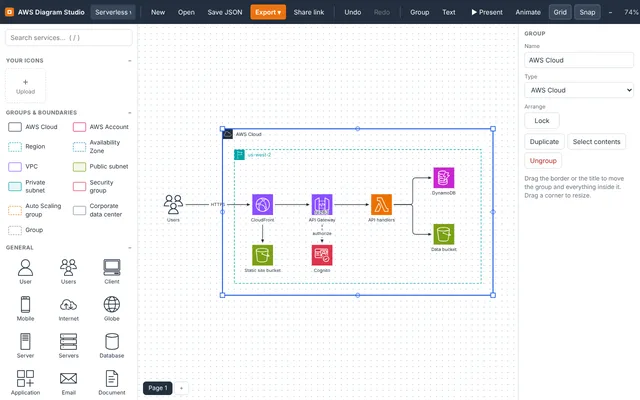 AWS Diagram Studio
Serverless ›
New
Open
Save JSON
Export ▾
Share link
Undo
Redo
Group
Text
▶ Present
Animate
Grid
Snap
−
74%
Search services... ( / )
YOUR ICONS
−
+
Upload
GROUPS & BOUNDARIES
−
AWS Cloud
AWS Account
Region
Availability Zone
VPC
Public subnet
Private subnet
Security group
Auto Scaling group
Corporate data center
Group
GENERAL
−
User
Users
Client
Mobile
Internet
Globe
Server
Servers
Database
Application
Email
Document
AWS Cloud
us-west-2
Users
HTTPS
CloudFront
API Gateway
API handlers
DynamoDB
authorize
Data bucket
Static site bucket
Cognito
Page 1
+
GROUP
Name
AWS Cloud
Type
AWS Cloud
Arrange
Lock
Duplicate
Select contents
Ungroup
Drag the border or the title to move
the group and everything inside it.
Drag a corner to resize.